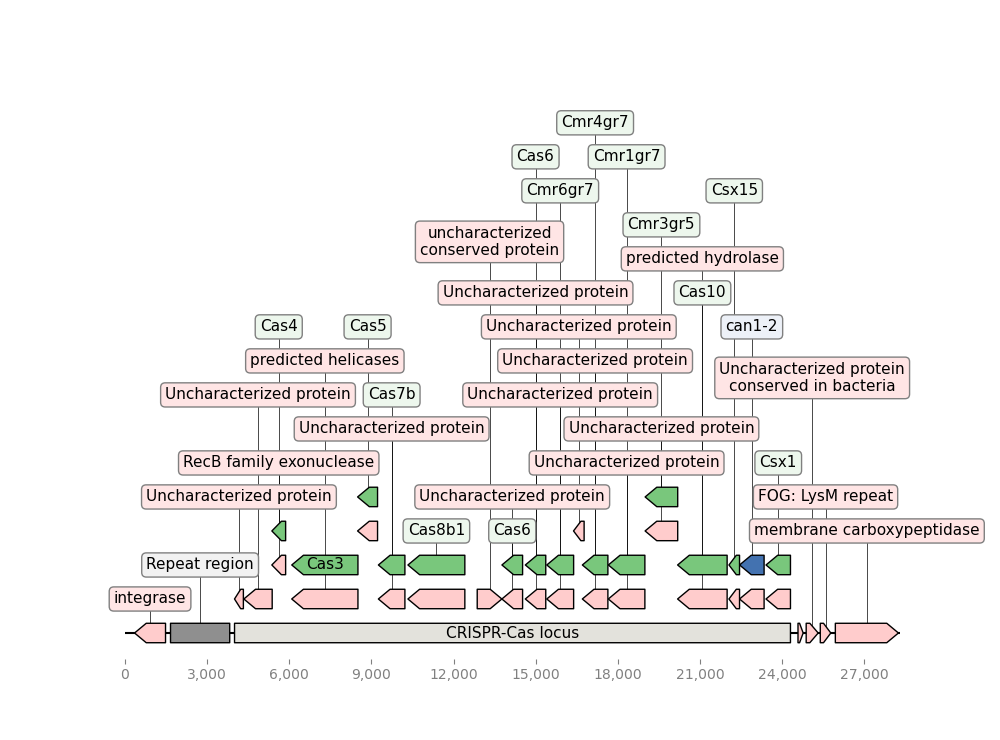 Cmr4gr7
Cas6
Cmr1gr7
Cmr6gr7
Csx15
Cmr3gr5
uncharacterized
conserved protein
predicted hydrolase
Uncharacterized protein
Cas10
Cas4
Cas5
Uncharacterized protein
can1-2
predicted helicases
Uncharacterized protein
Uncharacterized protein
conserved in bacteria
Uncharacterized protein
Cas7b
Uncharacterized protein
Uncharacterized protein
Uncharacterized protein
RecB family exonuclease
Uncharacterized protein
Csx1
Uncharacterized protein
Uncharacterized protein
FOG: LysM repeat
Cas8b1
Cas6
membrane carboxypeptidase
Repeat region
Cas3
integrase
CRISPR-Cas locus
0
3,000
6,000
9,000
12,000
15,000
18,000
21,000
24,000
27,000